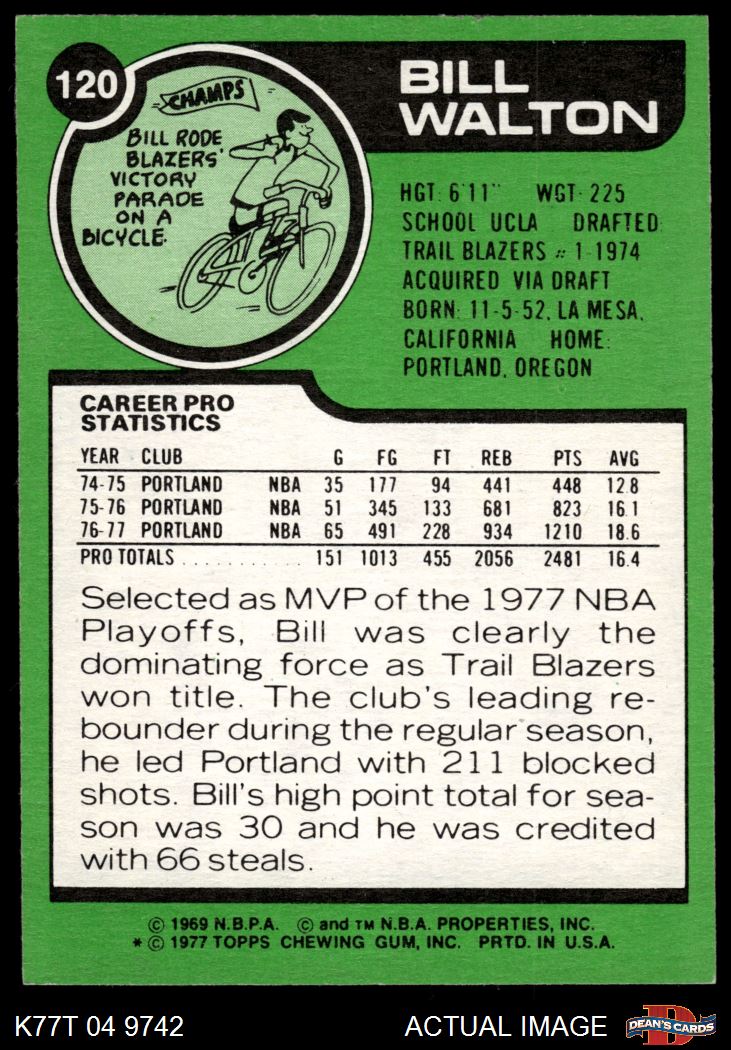 120
CHAMPS
BILL RODE
BLAZERS'
VICTORY
PARADE
ON A
BICYCLE.
BILL
WALTON
HGT: 6'11" WGT: 225
SCHOOL UCLA DRAFTED:
TRAIL BLAZERS #1-1974
ACQUIRED VIA DRAFT
BORN: 11-5-52, LA MESA,
CALIFORNIA HOME:
PORTLAND, OREGON
CAREER PRO
STATISTICS
YEAR CLUB G FG FT REB PTS AVG
74-75 PORTLAND NBA 35 177 94 441 448 12.8
75-76 PORTLAND NBA 51 345 133 681 823 16.1
76-77 PORTLAND NBA 65 491 228 934 1210 18.6
PRO TOTALS . . . . . . . . . . . 151 1013 455 2056 2481 16.4
Selected as MVP of the 1977 NBA
Playoffs, Bill was clearly the
dominating force as Trail Blazers
won title. The club's leading re-
bounder during the regular season,
he led Portland with 211 blocked
shots. Bill's high point total for sea-
son was 30 and he was credited
with 66 steals.
© 1969 N.B.P.A. © and TM N.B.A. PROPERTIES, INC.
* © 1977 TOPPS CHEWING GUM, INC. PRTD. IN U.S.A.
K77T 04 9742 ACTUAL IMAGE
D
DEAN'S CARDS